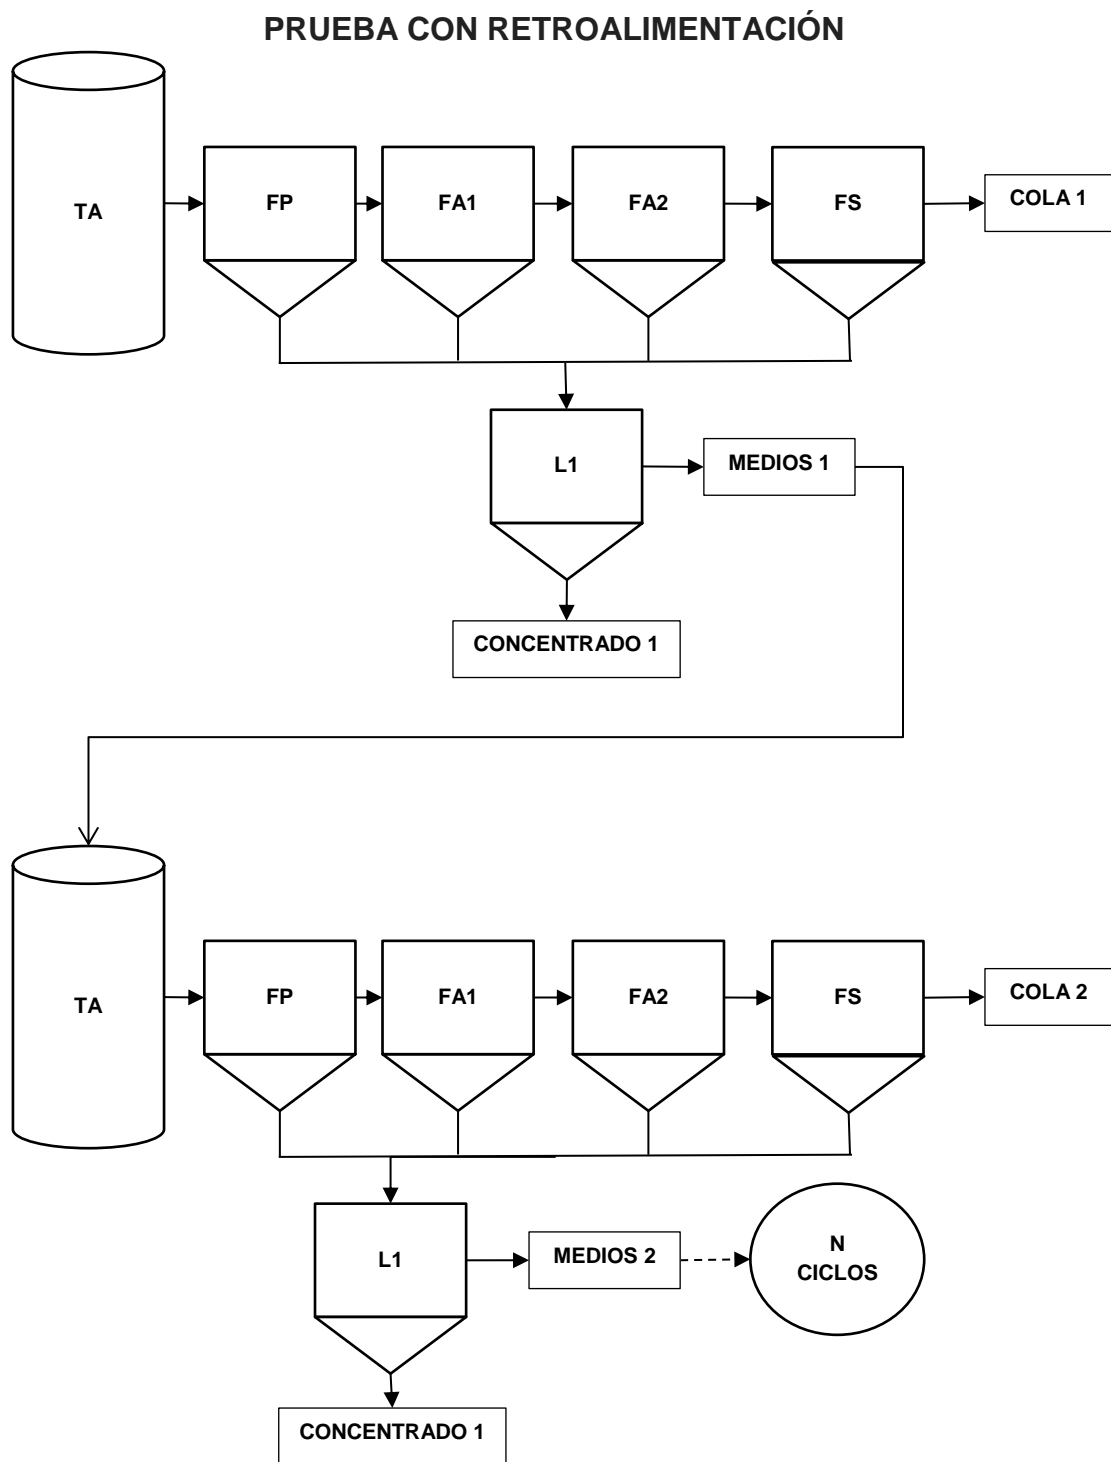 PRUEBA CON RETROALIMENTACIÓN
TA
FP
FA1
FA2
FS
COLA 1
L1
MEDIOS 1
CONCENTRADO 1
TA
FP
FA1
FA2
FS
COLA 2
L1
MEDIOS 2
N
CICLOS
CONCENTRADO 1